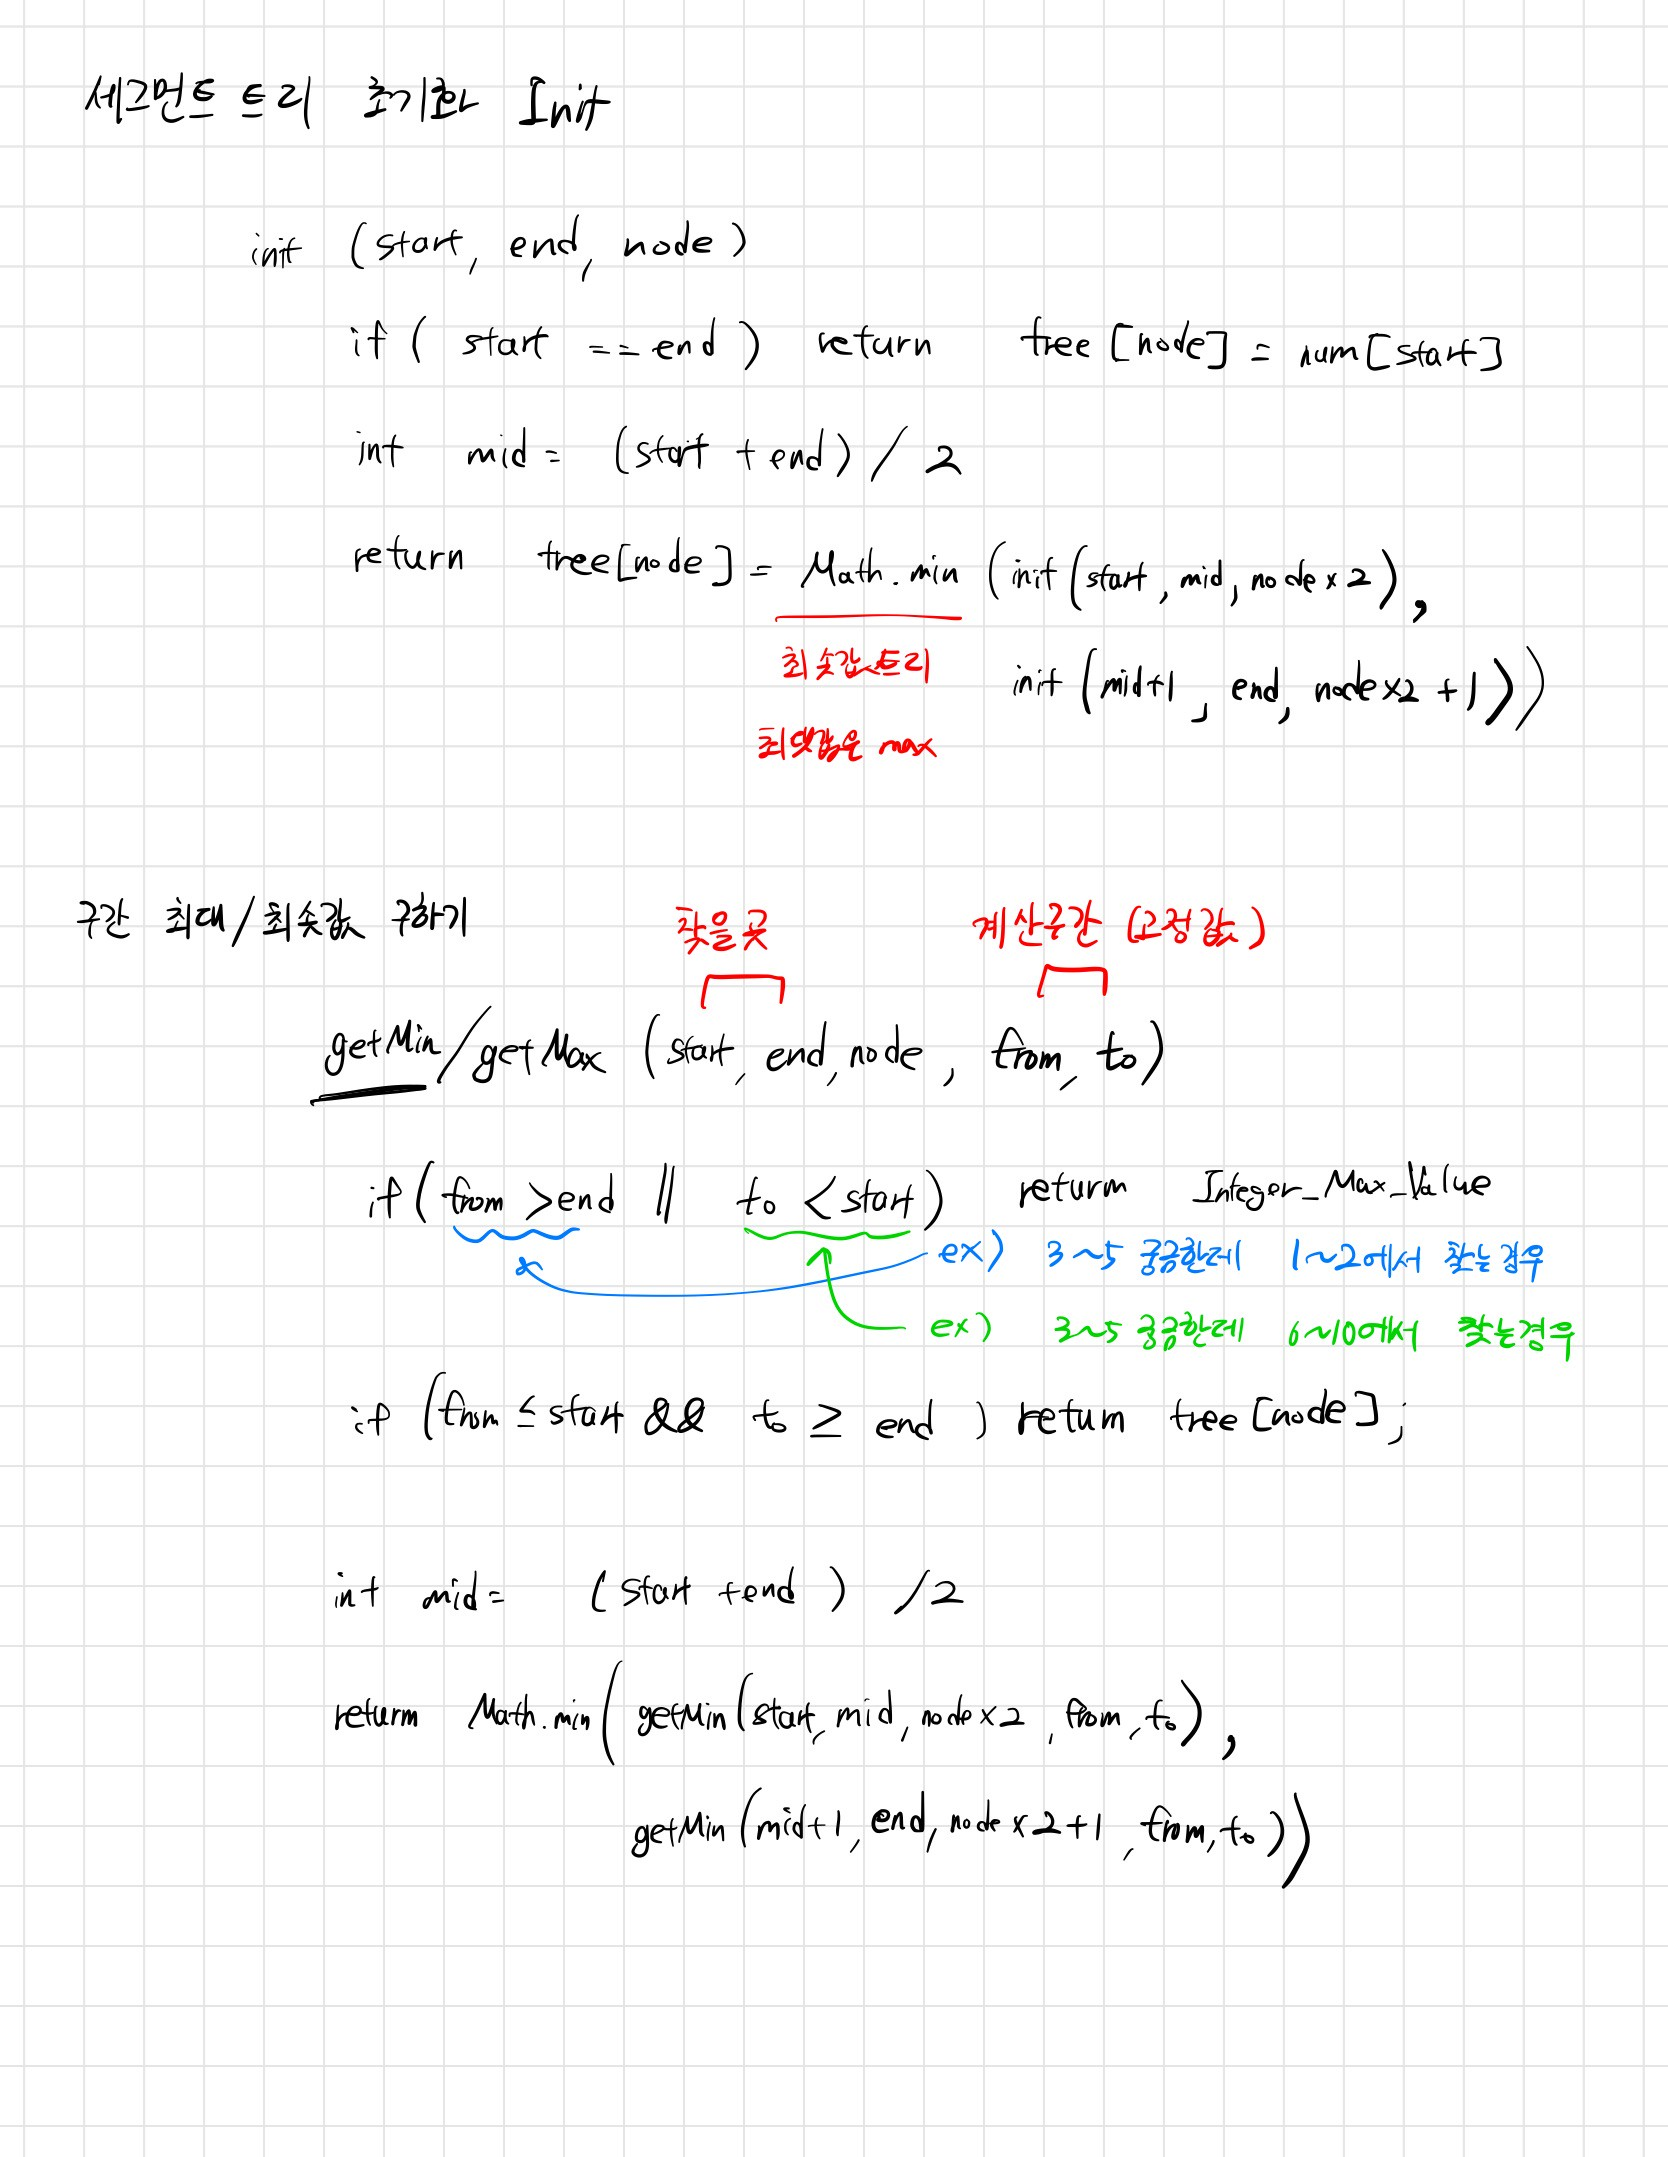 세그먼트 트리 초기화 Init
init (start, end, node)
if ( start == end ) return tree [node] = num [start]
int mid = (start + end) / 2
return tree[node] = Math.min (init (start, mid, node x 2),
최솟값 트리
init (mid+1, end, node x2 +1))
최댓값은 max
구간 최대/최솟값 구하기
찾을곳 계산구간 (고정값)
getMin/getMax (start, end, node, from, to)
if (from > end || to < start) return Integer_Max_Value
ex) 3~5 궁금한데 1~2에서 찾는경우
ex) 3~5 궁금한데 6~10에서 찾는경우
if (from ≤ start && to ≥ end ) return tree [node];
int mid = (start +end ) /2
return Math.min( getMin (start, mid, node x 2, from, to),
getMin (mid+1, end, node x 2+1, from, to))